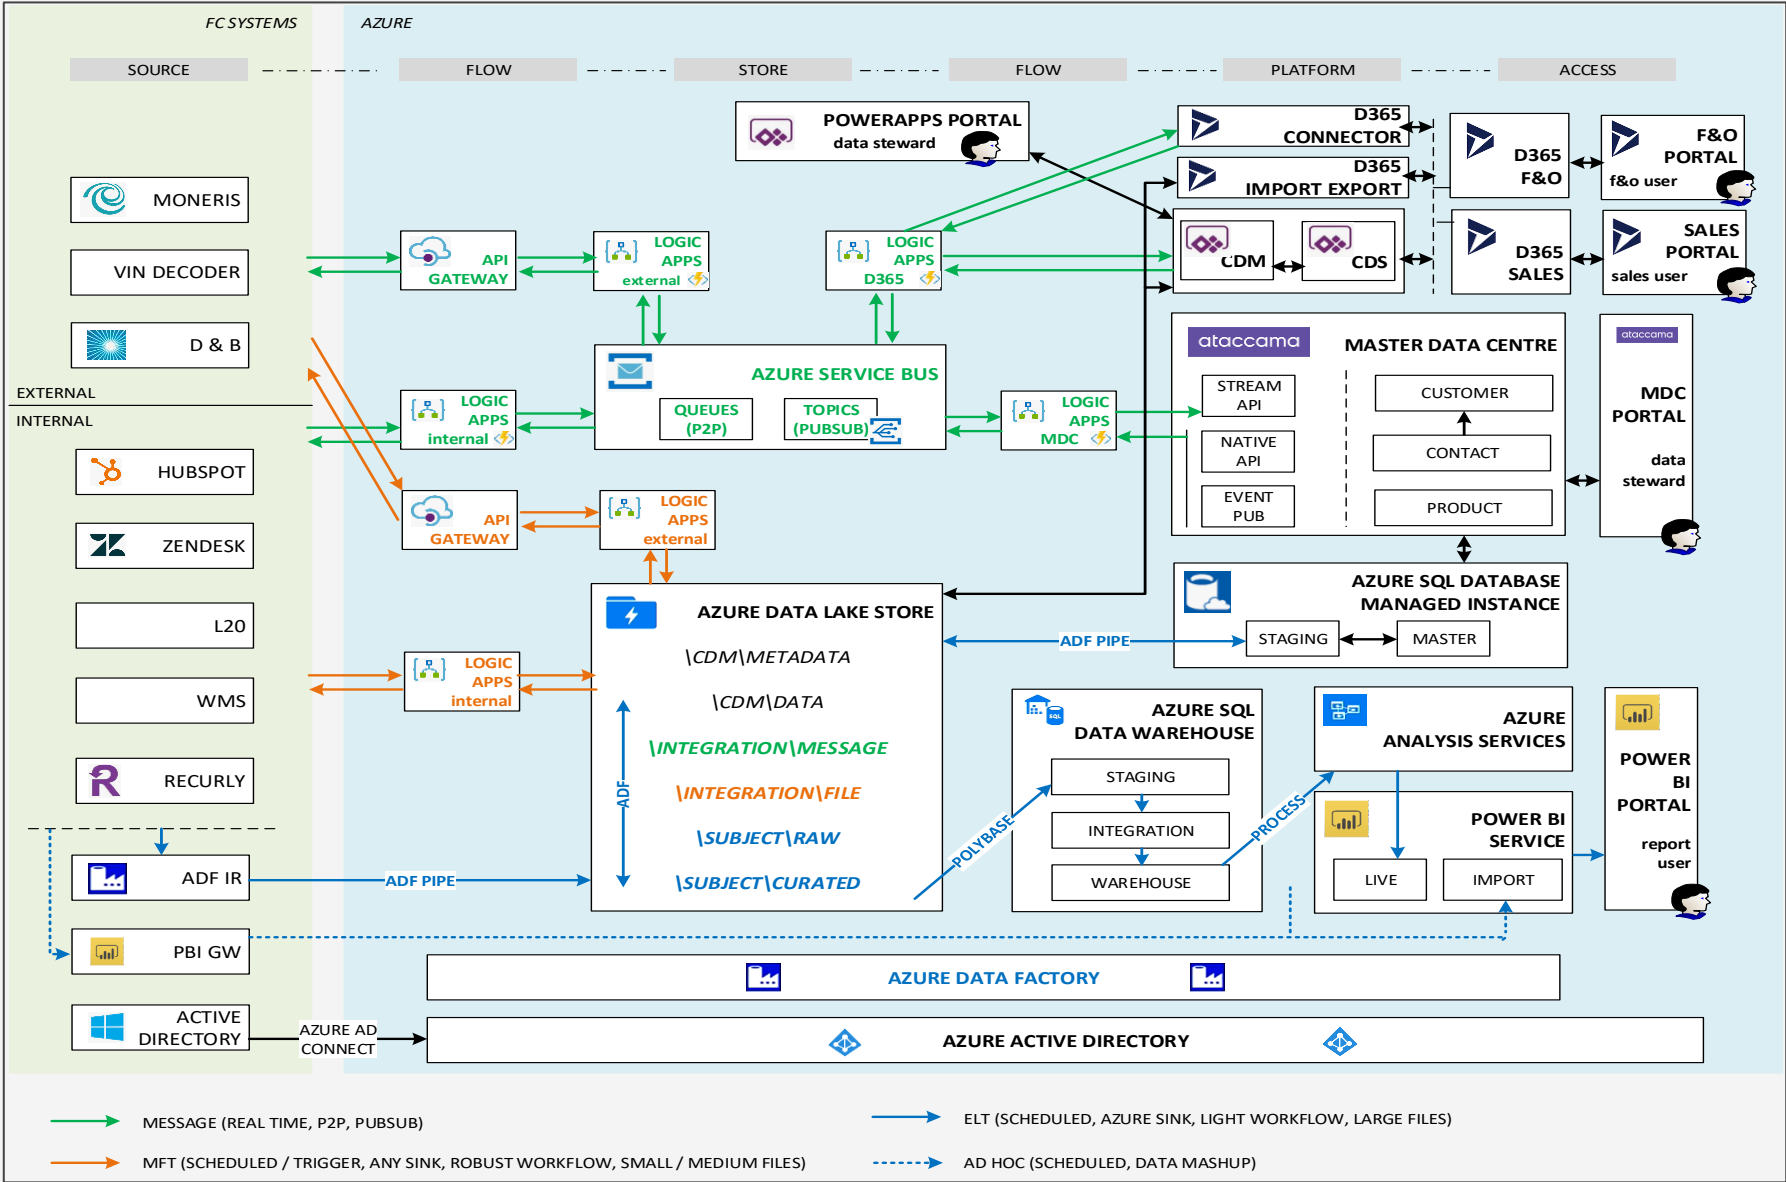 FC SYSTEMS
AZURE
SOURCE
FLOW
STORE
FLOW
PLATFORM
ACCESS
MONERIS
VIN DECODER
D & B
EXTERNAL
INTERNAL
HUBSPOT
ZENDESK
L20
WMS
RECURLY
ADF IR
PBI GW
ACTIVE
DIRECTORY
AZURE AD
CONNECT
API
GATEWAY
LOGIC
APPS
external
LOGIC
APPS
internal
API
GATEWAY
LOGIC
APPS
external
LOGIC
APPS
internal
ADF PIPE
POWERAPPS PORTAL
data steward
LOGIC
APPS
D365
AZURE SERVICE BUS
QUEUES
(P2P)
TOPICS
(PUBSUB)
LOGIC
APPS
MDC
AZURE DATA LAKE STORE
\CDM\METADATA
\CDM\DATA
\INTEGRATION\MESSAGE
\INTEGRATION\FILE
\SUBJECT\RAW
\SUBJECT\CURATED
ADF
D365
CONNECTOR
D365
IMPORT EXPORT
CDM
CDS
D365
F&O
F&O
PORTAL
f&o user
D365
SALES
SALES
PORTAL
sales user
ataccama
MASTER DATA CENTRE
STREAM
API
NATIVE
API
EVENT
PUB
CUSTOMER
CONTACT
PRODUCT
ataccama
MDC
PORTAL
data
steward
AZURE SQL DATABASE
MANAGED INSTANCE
STAGING
MASTER
ADF PIPE
SQL
AZURE SQL
DATA WAREHOUSE
STAGING
INTEGRATION
WAREHOUSE
POLYBASE
PROCESS
AZURE
ANALYSIS SERVICES
POWER BI
SERVICE
LIVE
IMPORT
POWER
BI
PORTAL
report
user
AZURE DATA FACTORY
AZURE ACTIVE DIRECTORY
MESSAGE (REAL TIME, P2P, PUBSUB)
MFT (SCHEDULED / TRIGGER, ANY SINK, ROBUST WORKFLOW, SMALL / MEDIUM FILES)
ELT (SCHEDULED, AZURE SINK, LIGHT WORKFLOW, LARGE FILES)
AD HOC (SCHEDULED, DATA MASHUP)